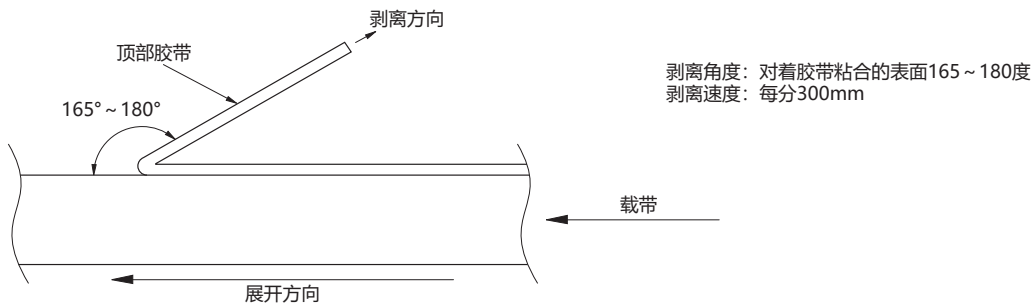 剥离方向
顶部胶带
165°～180°
剥离角度：对着胶带粘合的表面165～180度
剥离速度：每分300mm
载带
展开方向